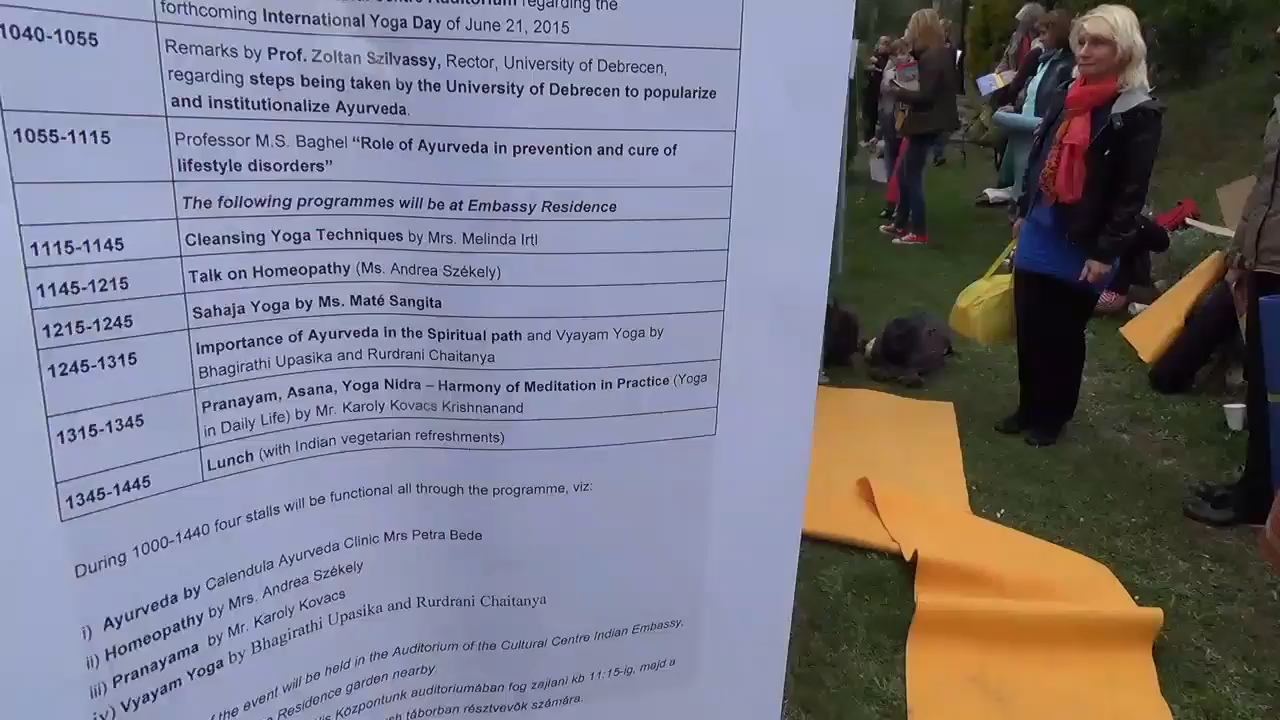 Auditorium regarding the
forthcoming International Yoga Day of June 21, 2015
1040-1055
Remarks by Prof. Zoltan Szilvassy, Rector, University of Debrecen,
regarding steps being taken by the University of Debrecen to popularize
and institutionalize Ayurveda.
1055-1115
Professor M.S. Baghel “Role of Ayurveda in prevention and cure of
lifestyle disorders”
The following programmes will be at Embassy Residence
1115-1145
Cleansing Yoga Techniques by Mrs. Melinda Irtl
1145-1215
Talk on Homeopathy (Ms. Andrea Székely)
1215-1245
Sahaja Yoga by Ms. Maté Sangita
1245-1315
Importance of Ayurveda in the Spiritual path and Vyayam Yoga by
Bhagirathi Upasika and Rurdrani Chaitanya
1315-1345
Pranayam, Asana, Yoga Nidra – Harmony of Meditation in Practice (Yoga
in Daily Life) by Mr. Karoly Kovacs Krishnanand
1345-1445
Lunch (with Indian vegetarian refreshments)
During 1000-1440 four stalls will be functional all through the programme, viz:
i) Ayurveda by Calendula Ayurveda Clinic Mrs Petra Bede
ii) Homeopathy by Mrs. Andrea Székely
iii) Pranayama by Mr. Karoly Kovacs
iv) Vyayam Yoga by Bhagirathi Upasika and Rurdrani Chaitanya
of the event will be held in the Auditorium of the Cultural Centre Indian Embassy,
Residence garden nearby
Központunk auditoriumában fog zajlani kb 11:15-ig, majd a
táborban résztvevők számára.